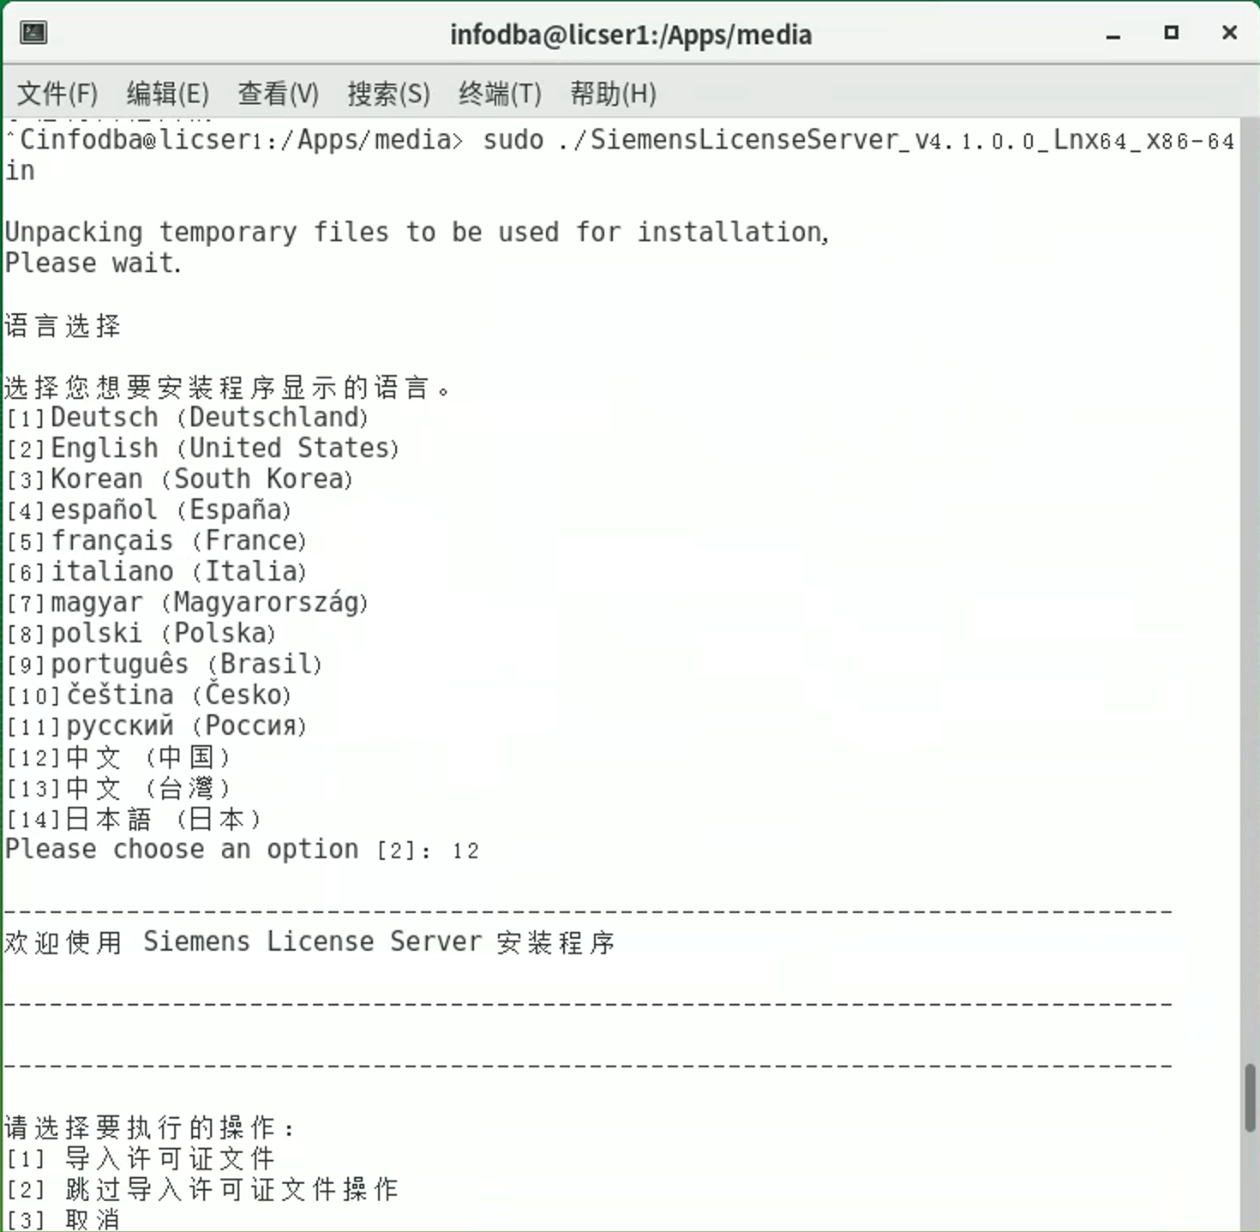 infodba@licser1:/Apps/media
文件(F) 编辑(E) 查看(V) 搜索(S) 终端(T) 帮助(H)
^Cinfodba@licser1:/Apps/media> sudo ./SiemensLicenseServer_v4.1.0.0_Lnx64_x86-64
in
Unpacking temporary files to be used for installation,
Please wait.
语言选择
选择您想要安装程序显示的语言。
[1]Deutsch (Deutschland)
[2]English (United States)
[3]Korean (South Korea)
[4]español (España)
[5]français (France)
[6]italiano (Italia)
[7]magyar (Magyarország)
[8]polski (Polska)
[9]português (Brasil)
[10]čeština (Česko)
[11]русский (Россия)
[12]中文 (中国)
[13]中文 (台灣)
[14]日本語 (日本)
Please choose an option [2]: 12
----------------------------------------------------------------------------
欢迎使用 Siemens License Server 安装程序
----------------------------------------------------------------------------
----------------------------------------------------------------------------
请选择要执行的操作：
[1] 导入许可证文件
[2] 跳过导入许可证文件操作
[3] 取消